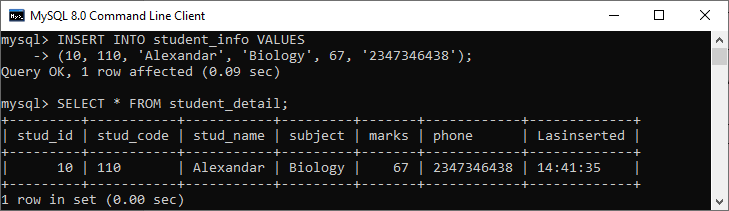 MySQL 8.0 Command Line Client
mysql> INSERT INTO student_info VALUES
    -> (10, 110, 'Alexandar', 'Biology', 67, '2347346438');
Query OK, 1 row affected (0.09 sec)

mysql> SELECT * FROM student_detail;
+---------+-----------+-----------+---------+-------+------------+-------------+
| stud_id | stud_code | stud_name | subject | marks | phone      | Lasinserted |
+---------+-----------+-----------+---------+-------+------------+-------------+
|      10 | 110       | Alexandar | Biology |    67 | 2347346438 | 14:41:35    |
+---------+-----------+-----------+---------+-------+------------+-------------+
1 row in set (0.00 sec)